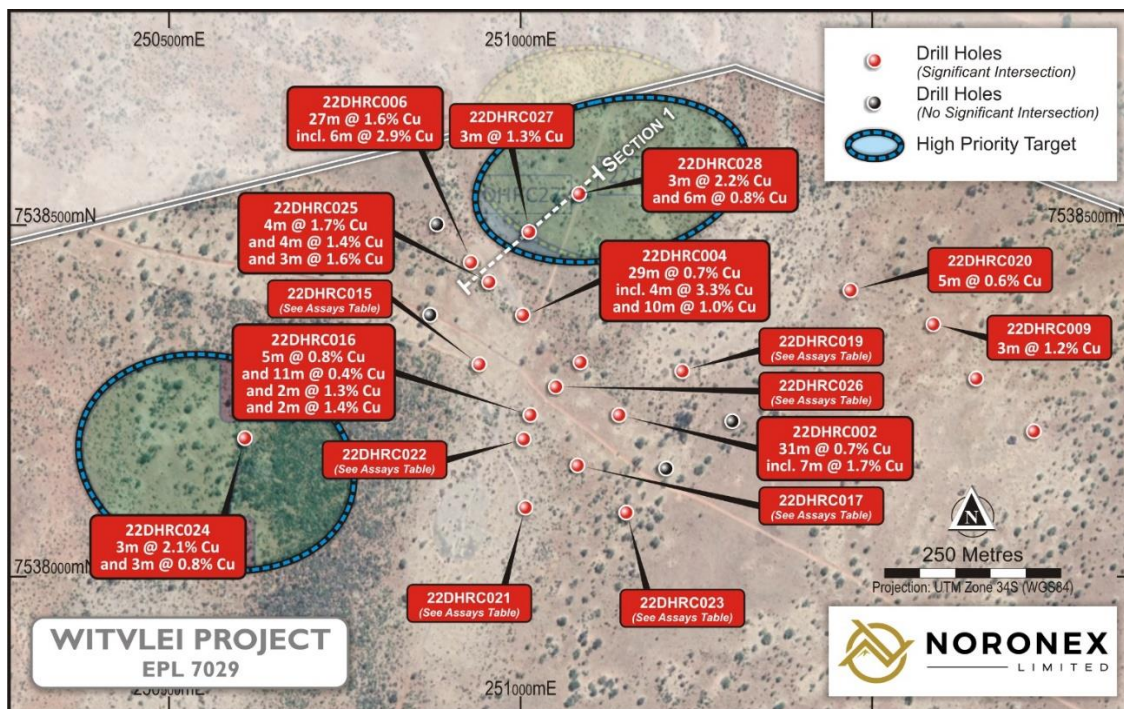 250500mE
251000mE
Drill Holes
(Significant Intersection)
Drill Holes
(No Significant Intersection)
High Priority Target
22DHRC006
27m @ 1.6% Cu
incl. 6m @ 2.9% Cu
22DHRC027
3m @ 1.3% Cu
SECTION 1
22DHRC028
3m @ 2.2% Cu
and 6m @ 0.8% Cu
7538500mN
7538500mN
22DHRC025
4m @ 1.7% Cu
and 4m @ 1.4% Cu
and 3m @ 1.6% Cu
22DHRC004
29m @ 0.7% Cu
incl. 4m @ 3.3% Cu
and 10m @ 1.0% Cu
22DHRC020
5m @ 0.6% Cu
22DHRC015
(See Assays Table)
22DHRC009
3m @ 1.2% Cu
22DHRC016
5m @ 0.8% Cu
and 11m @ 0.4% Cu
and 2m @ 1.3% Cu
and 2m @ 1.4% Cu
22DHRC019
(See Assays Table)
22DHRC026
(See Assays Table)
22DHRC002
31m @ 0.7% Cu
incl. 7m @ 1.7% Cu
22DHRC022
(See Assays Table)
22DHRC017
(See Assays Table)
22DHRC024
3m @ 2.1% Cu
and 3m @ 0.8% Cu
N
250 Metres
Projection: UTM Zone 34S (WGS84)
7538000mN
22DHRC021
(See Assays Table)
22DHRC023
(See Assays Table)
WITVLEI PROJECT
EPL 7029
NORONEX
LIMITED
250500mE
251000mE